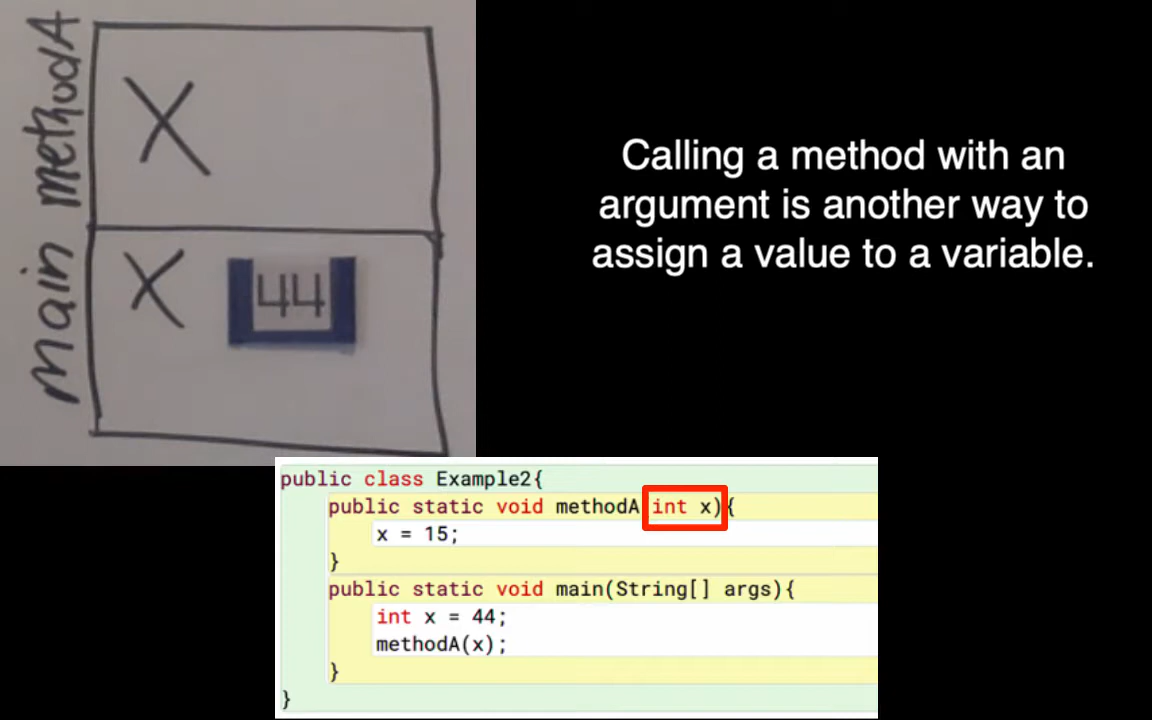 main methodA
X
X 44
Calling a method with an
argument is another way to
assign a value to a variable.
public class Example2{
public static void methodA(int x){
x = 15;
}
public static void main(String[] args){
int x = 44;
methodA(x);
}
}